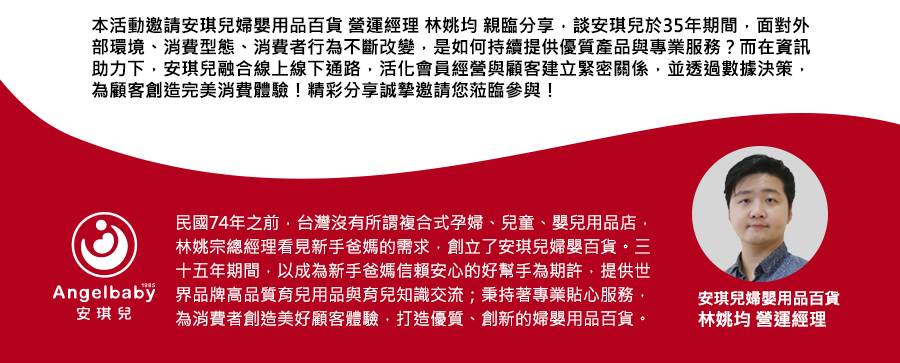 本活動邀請安琪兒婦嬰用品百貨 營運經理 林姚均 親臨分享，談安琪兒於35年期間，面對外
部環境、消費型態、消費者行為不斷改變，是如何持續提供優質產品與專業服務？而在資訊
助力下，安琪兒融合線上線下通路，活化會員經營與顧客建立緊密關係，並透過數據決策，
為顧客創造完美消費體驗！精彩分享誠摯邀請您蒞臨參與！
民國74年之前，台灣沒有所謂複合式孕婦、兒童、嬰兒用品店，
林姚宗總經理看見新手爸媽的需求，創立了安琪兒婦嬰百貨。三
十五年期間，以成為新手爸媽信賴安心的好幫手為期許，提供世
界品牌高品質育兒用品與育兒知識交流；秉持著專業貼心服務，
為消費者創造美好顧客體驗，打造優質、創新的婦嬰用品百貨。
Angelbaby 1985
安琪兒
安琪兒婦嬰用品百貨
林姚均 營運經理